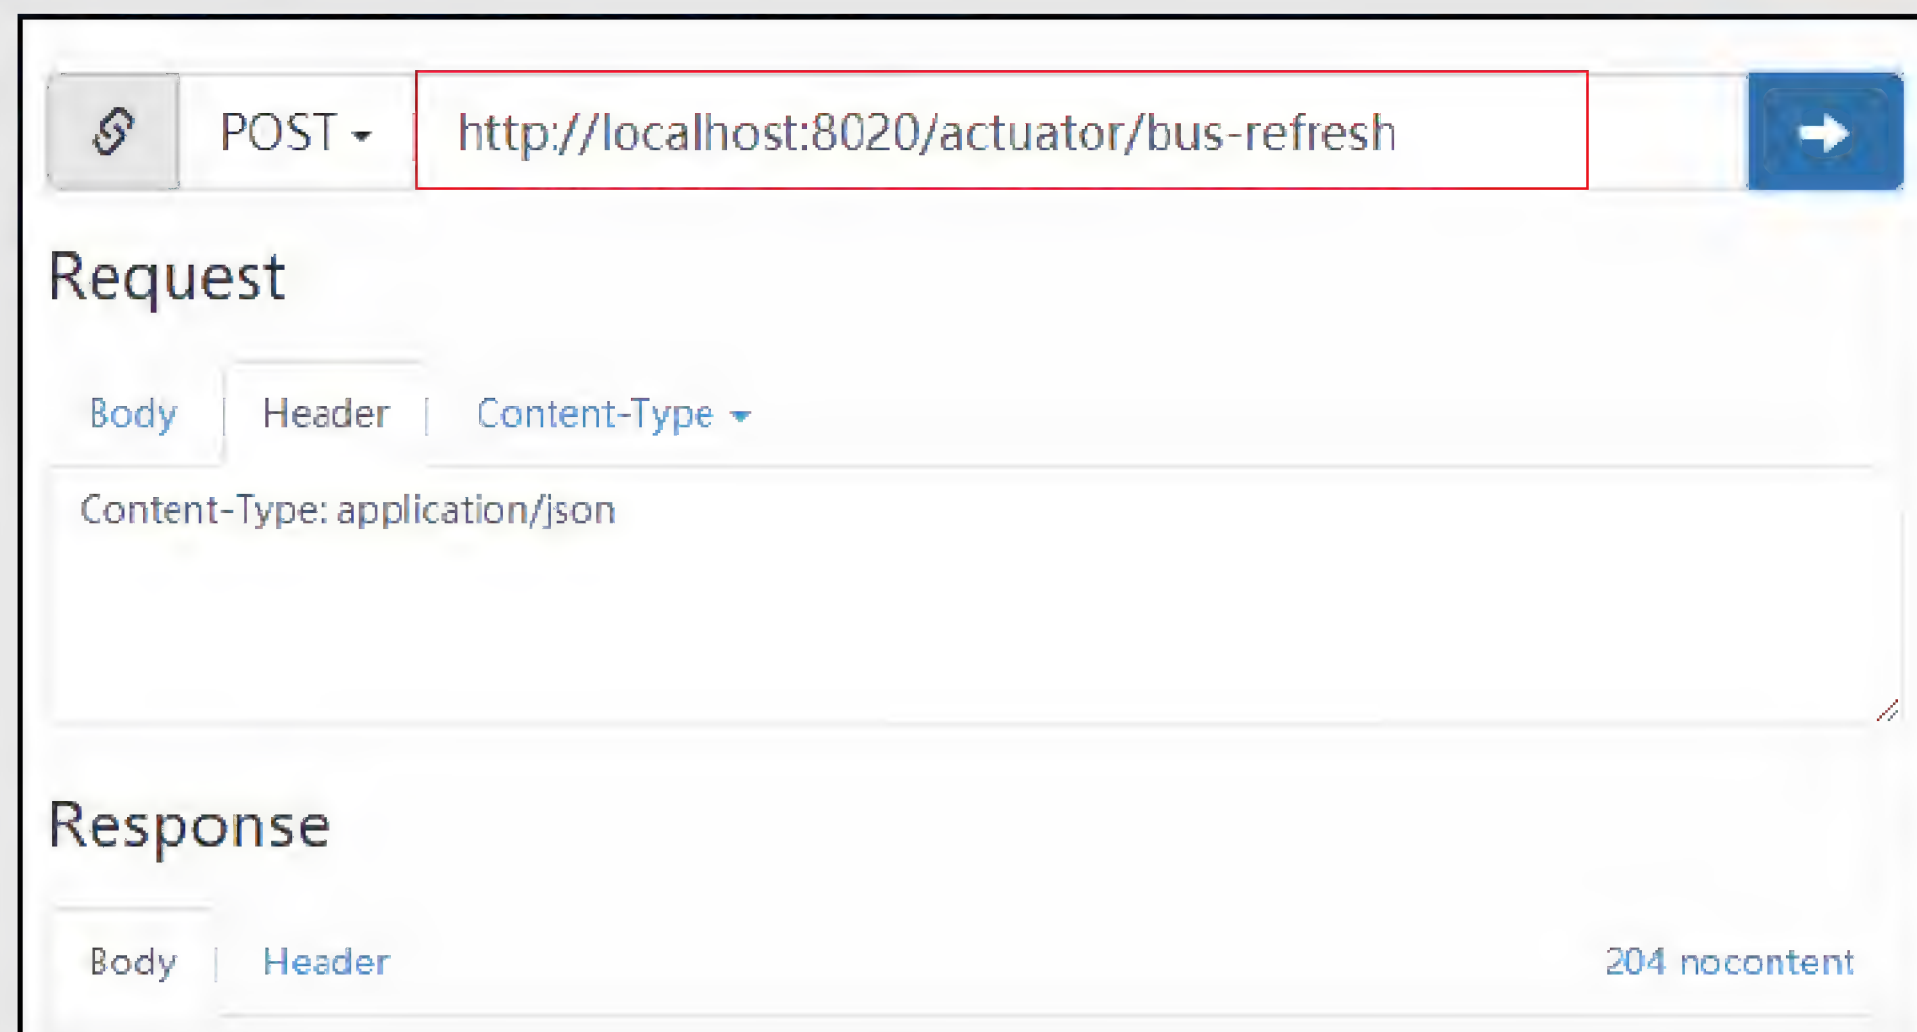 POST http://localhost:8020/actuator/bus-refresh
Request
Body Header Content-Type
Content-Type: application/json
Response
Body Header 204 nocontent